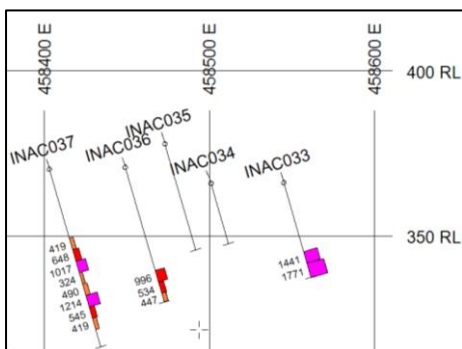 458400 E
458500 E
458600 E
400 RL
INAC037
INAC036
INAC035
INAC034
INAC033
350 RL
419
648
1017
324
490
1214
545
419
996
534
447
1441
1771